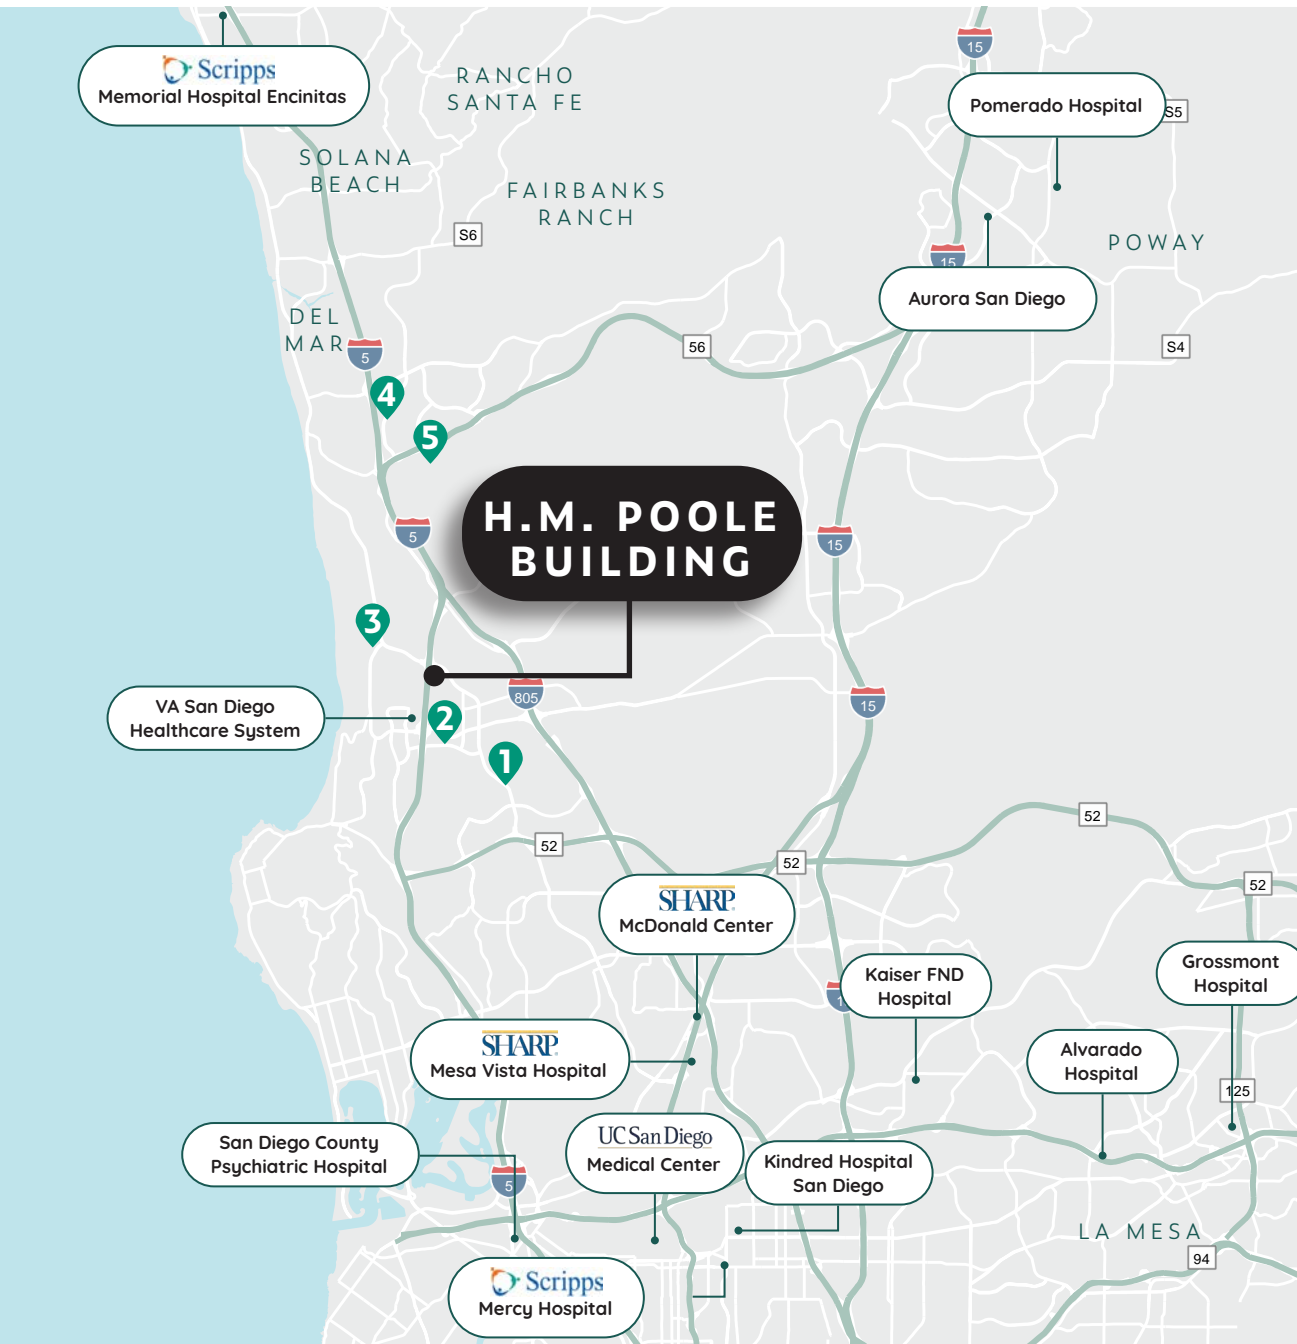 15
Scripps
Memorial Hospital Encinitas
RANCHO
SANTA FE
Pomerado Hospital
S5
SOLANA
BEACH
FAIRBANKS
RANCH
S6
POWAY
15
Aurora San Diego
DEL
MAR
5
56
S4
4
5
H.M. POOLE
BUILDING
5
15
3
805
15
VA San Diego
Healthcare System
2
1
52
52
52
52
SHARP
McDonald Center
Kaiser FND
Hospital
Grossmont
Hospital
SHARP
Mesa Vista Hospital
Alvarado
Hospital
125
San Diego County
Psychiatric Hospital
UC San Diego
Medical Center
Kindred Hospital
San Diego
5
LA MESA
94
Scripps
Mercy Hospital